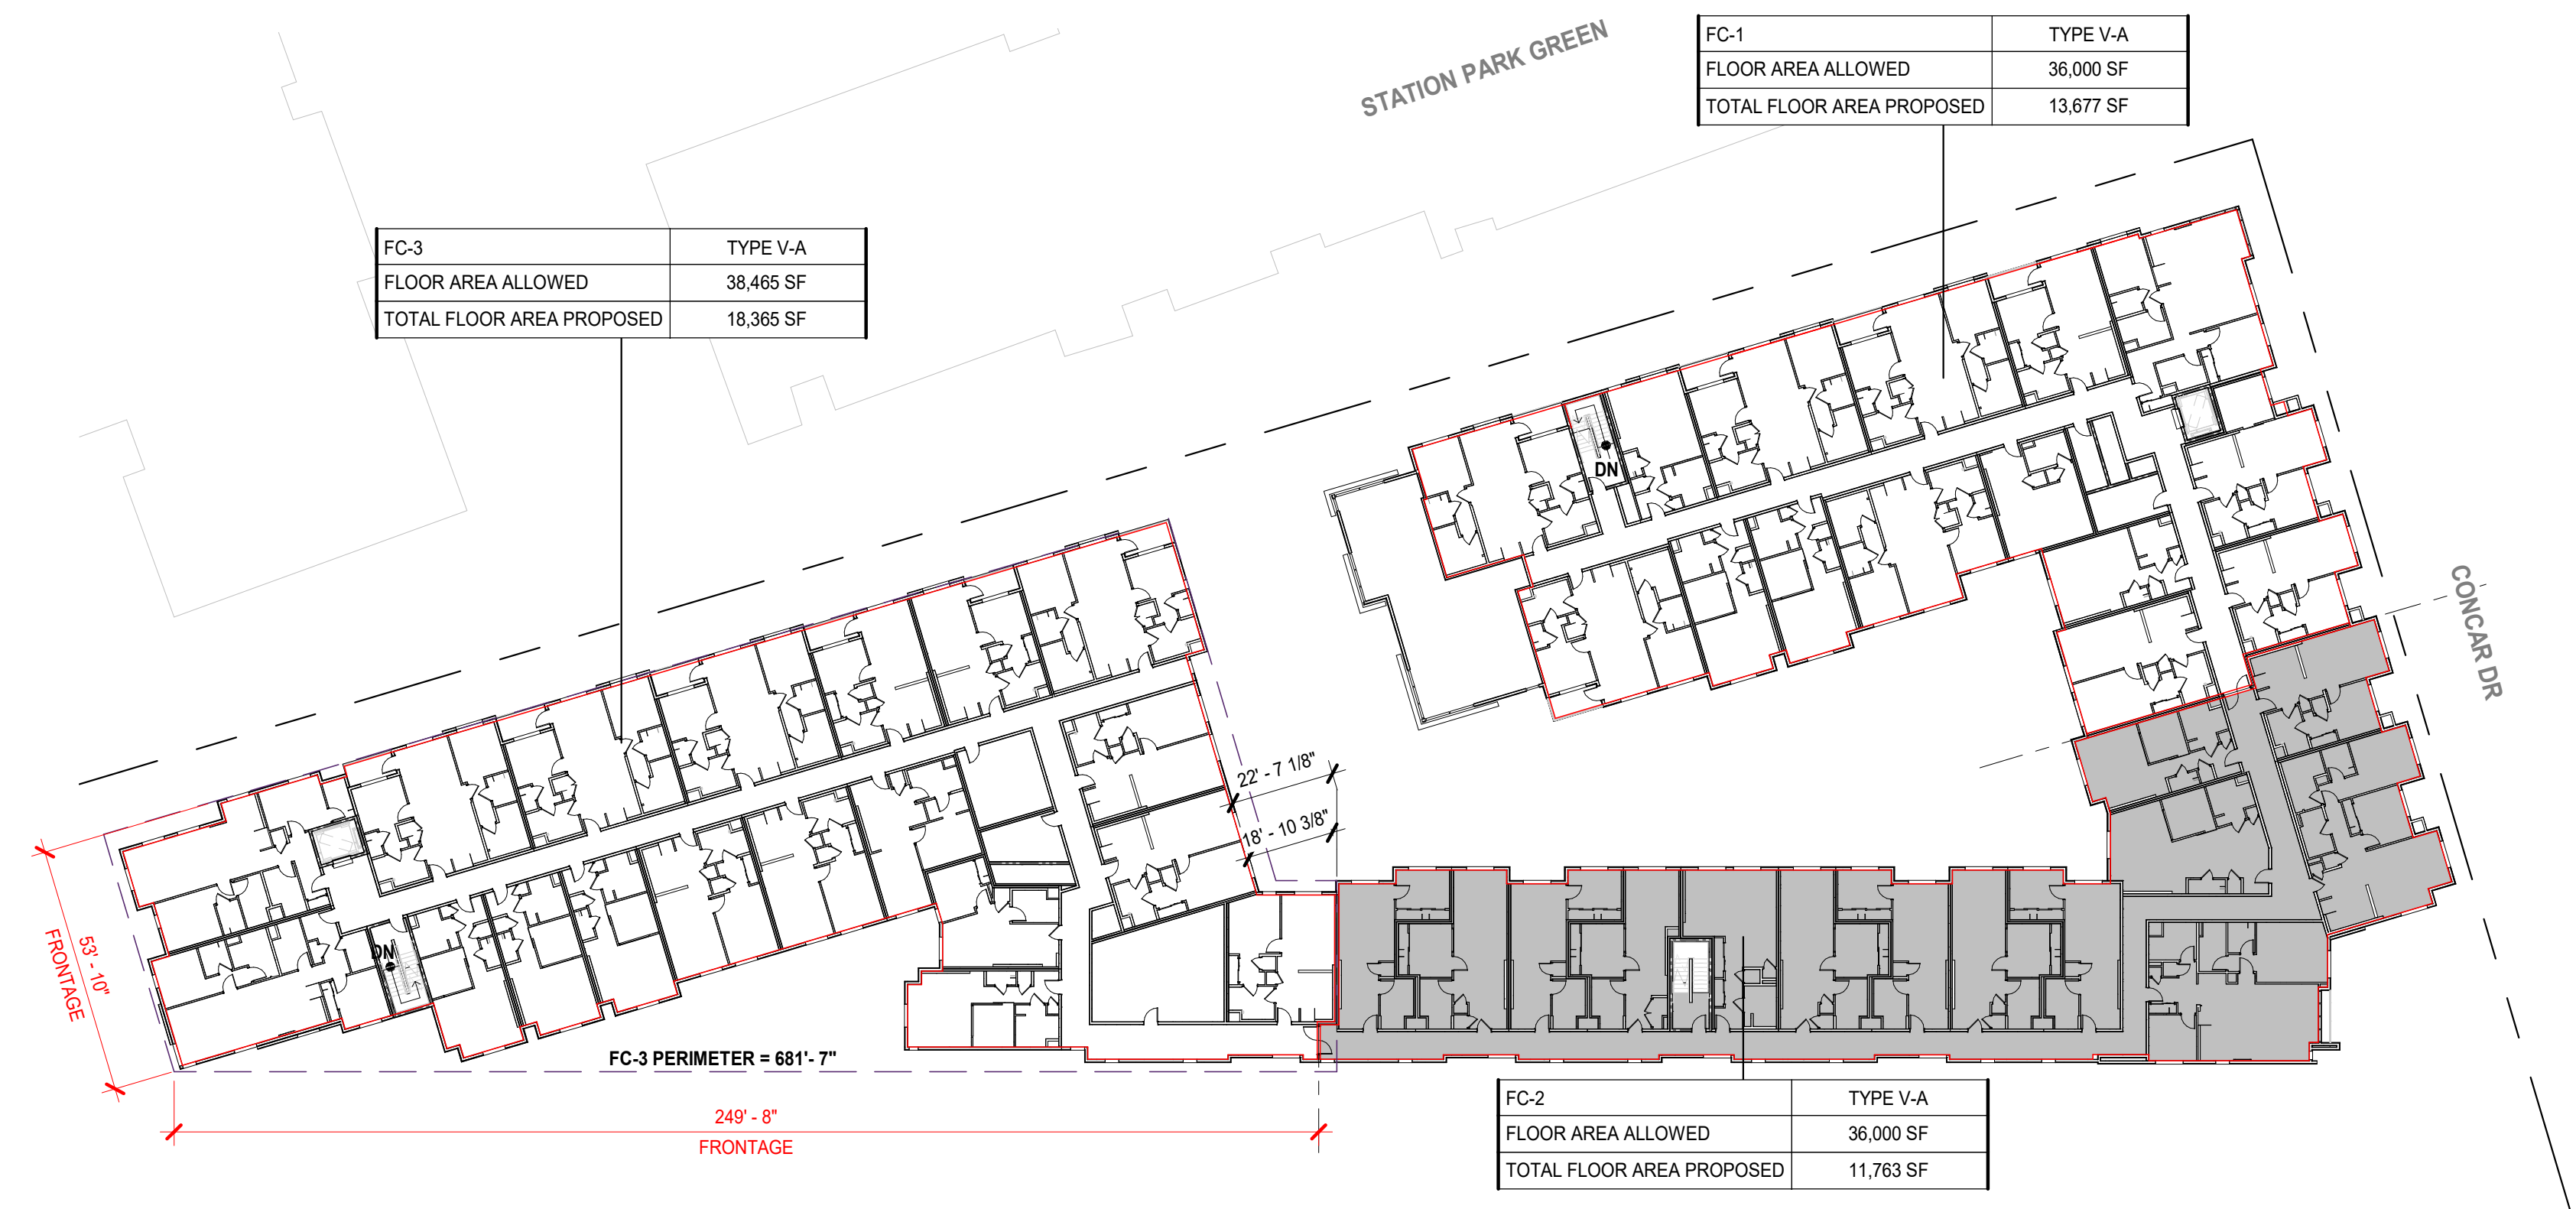 STATION PARK GREEN
FC-1 TYPE V-A
FLOOR AREA ALLOWED 36,000 SF
TOTAL FLOOR AREA PROPOSED 13,677 SF
FC-3 TYPE V-A
FLOOR AREA ALLOWED 38,465 SF
TOTAL FLOOR AREA PROPOSED 18,365 SF
DN
CONCAR DR
22' - 7 1/8"
18' - 10 3/8"
53' - 10"
FRONTAGE
DN
FC-3 PERIMETER = 681'- 7"
249' - 8"
FRONTAGE
FC-2 TYPE V-A
FLOOR AREA ALLOWED 36,000 SF
TOTAL FLOOR AREA PROPOSED 11,763 SF